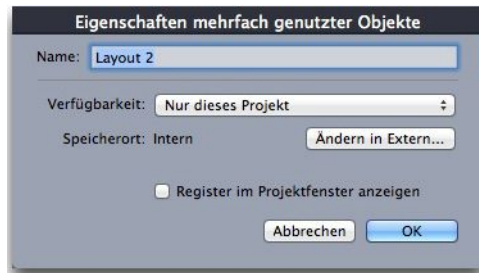 Eigenschaften mehrfach genutzter Objekte
Name: Layout 2
Verfügbarkeit: Nur dieses Projekt
Speicherort: Intern Ändern in Extern...
Register im Projektfenster anzeigen
Abbrechen OK